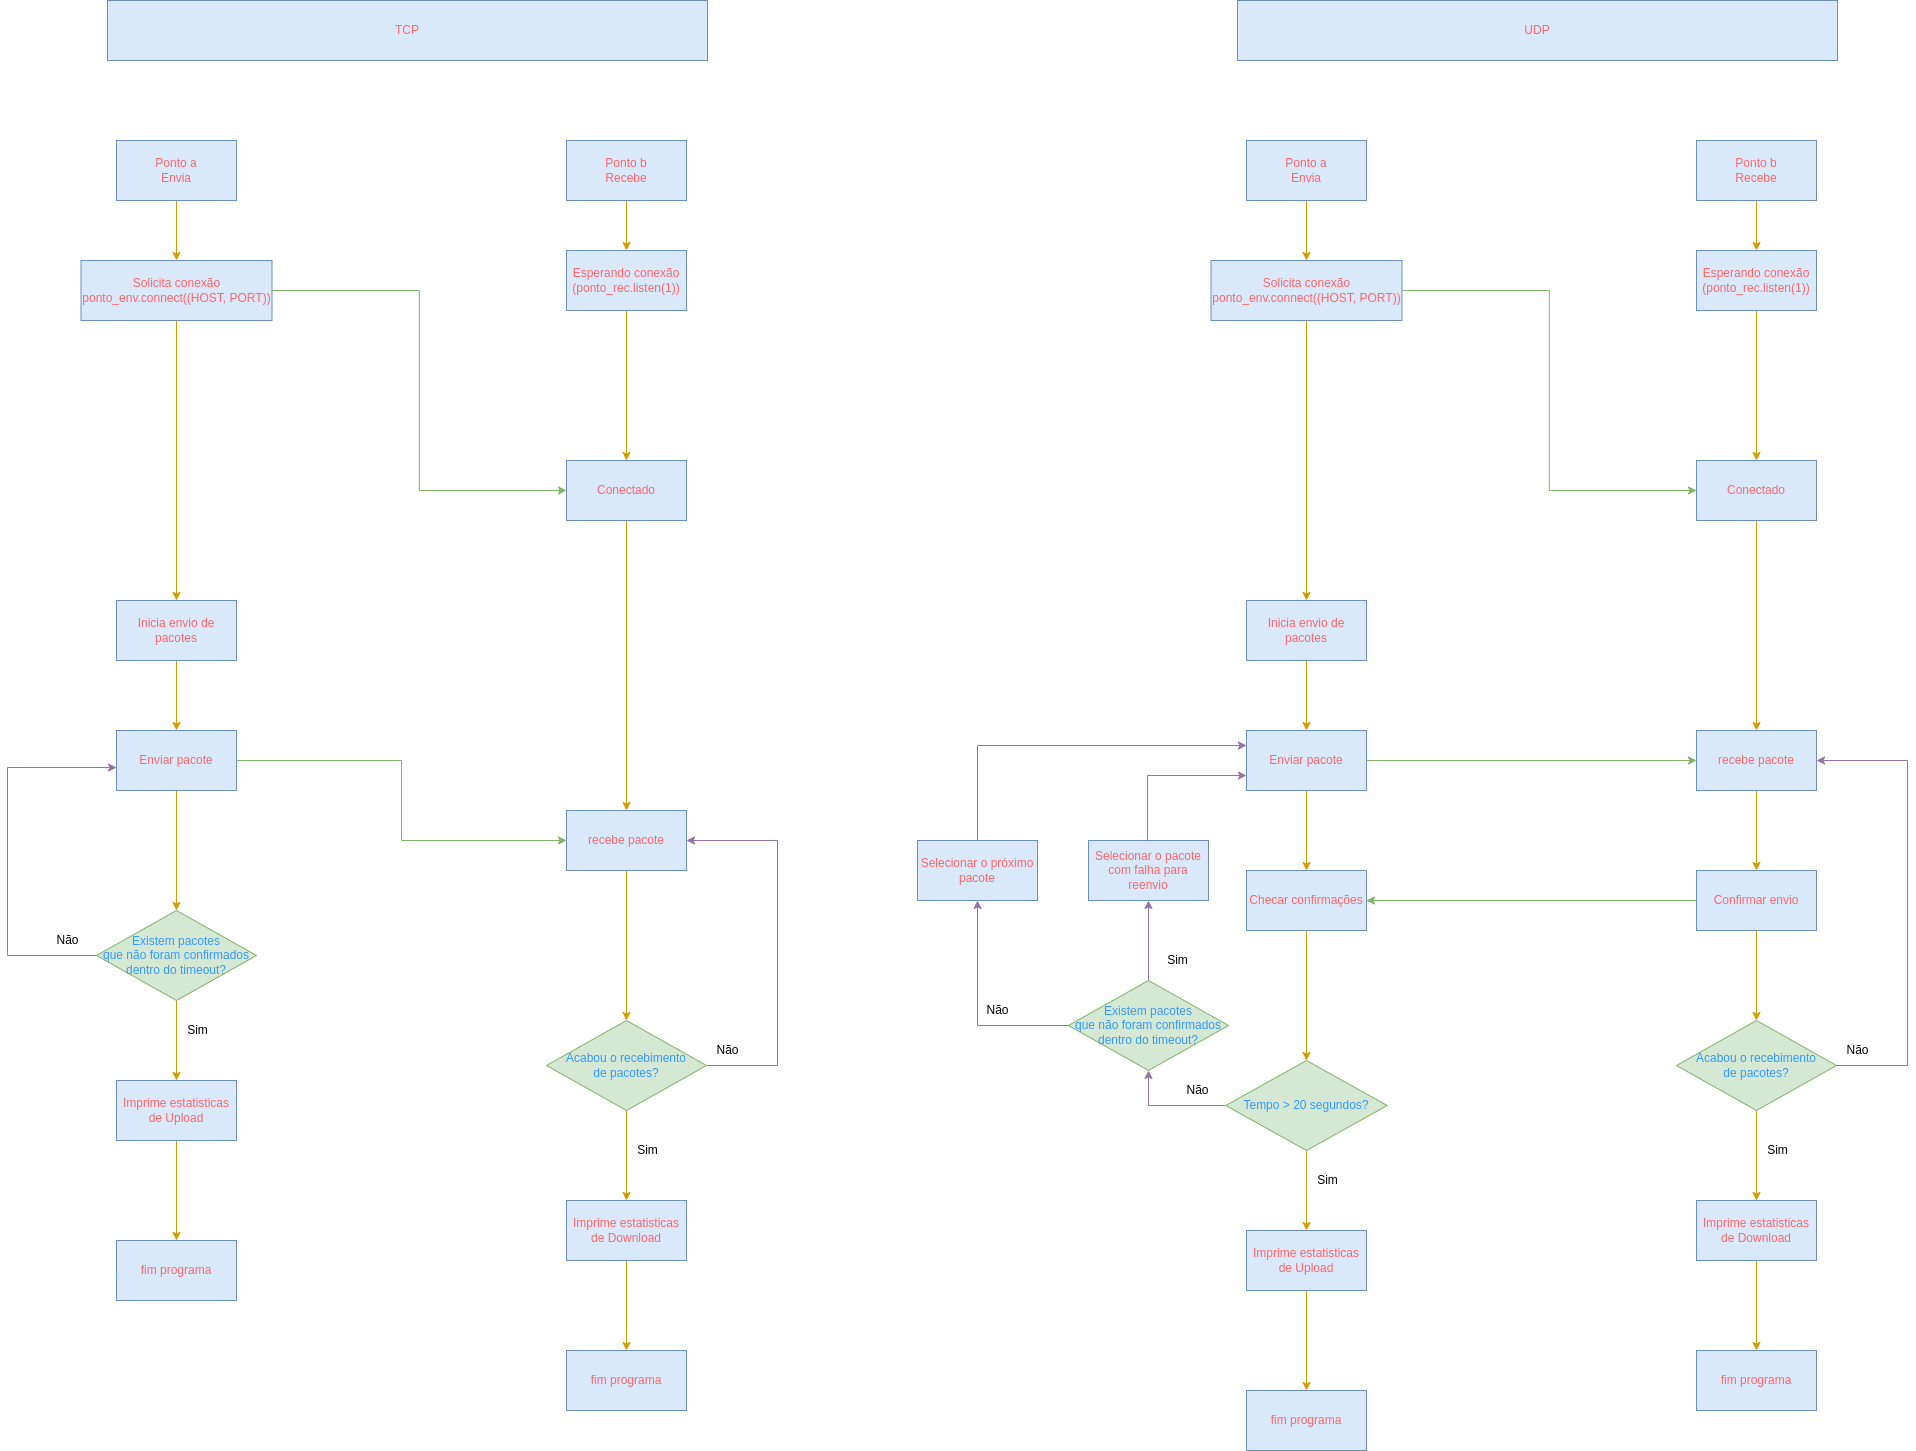 TCP
Ponto a
Envia
Ponto b
Recebe
Solicita conexão
ponto_env.connect((HOST, PORT))
Esperando conexão
(ponto_rec.listen(1))
Conectado
Inicia envio de
pacotes
Enviar pacote
recebe pacote
Não
Existem pacotes
que não foram confirmados
dentro do timeout?
Sim
Acabou o recebimento
de pacotes?
Não
Imprime estatisticas
de Upload
Sim
Imprime estatisticas
de Download
fim programa
fim programa
UDP
Ponto a
Envia
Ponto b
Recebe
Solicita conexão
ponto_env.connect((HOST, PORT))
Esperando conexão
(ponto_rec.listen(1))
Conectado
Inicia envio de
pacotes
Enviar pacote
recebe pacote
Selecionar o próximo
pacote
Selecionar o pacote
com falha para
reenvio
Checar confirmações
Confirmar envio
Sim
Não
Existem pacotes
que não foram confirmados
dentro do timeout?
Não
Tempo > 20 segundos?
Acabou o recebimento
de pacotes?
Não
Sim
Sim
Imprime estatisticas
de Upload
Imprime estatisticas
de Download
fim programa
fim programa